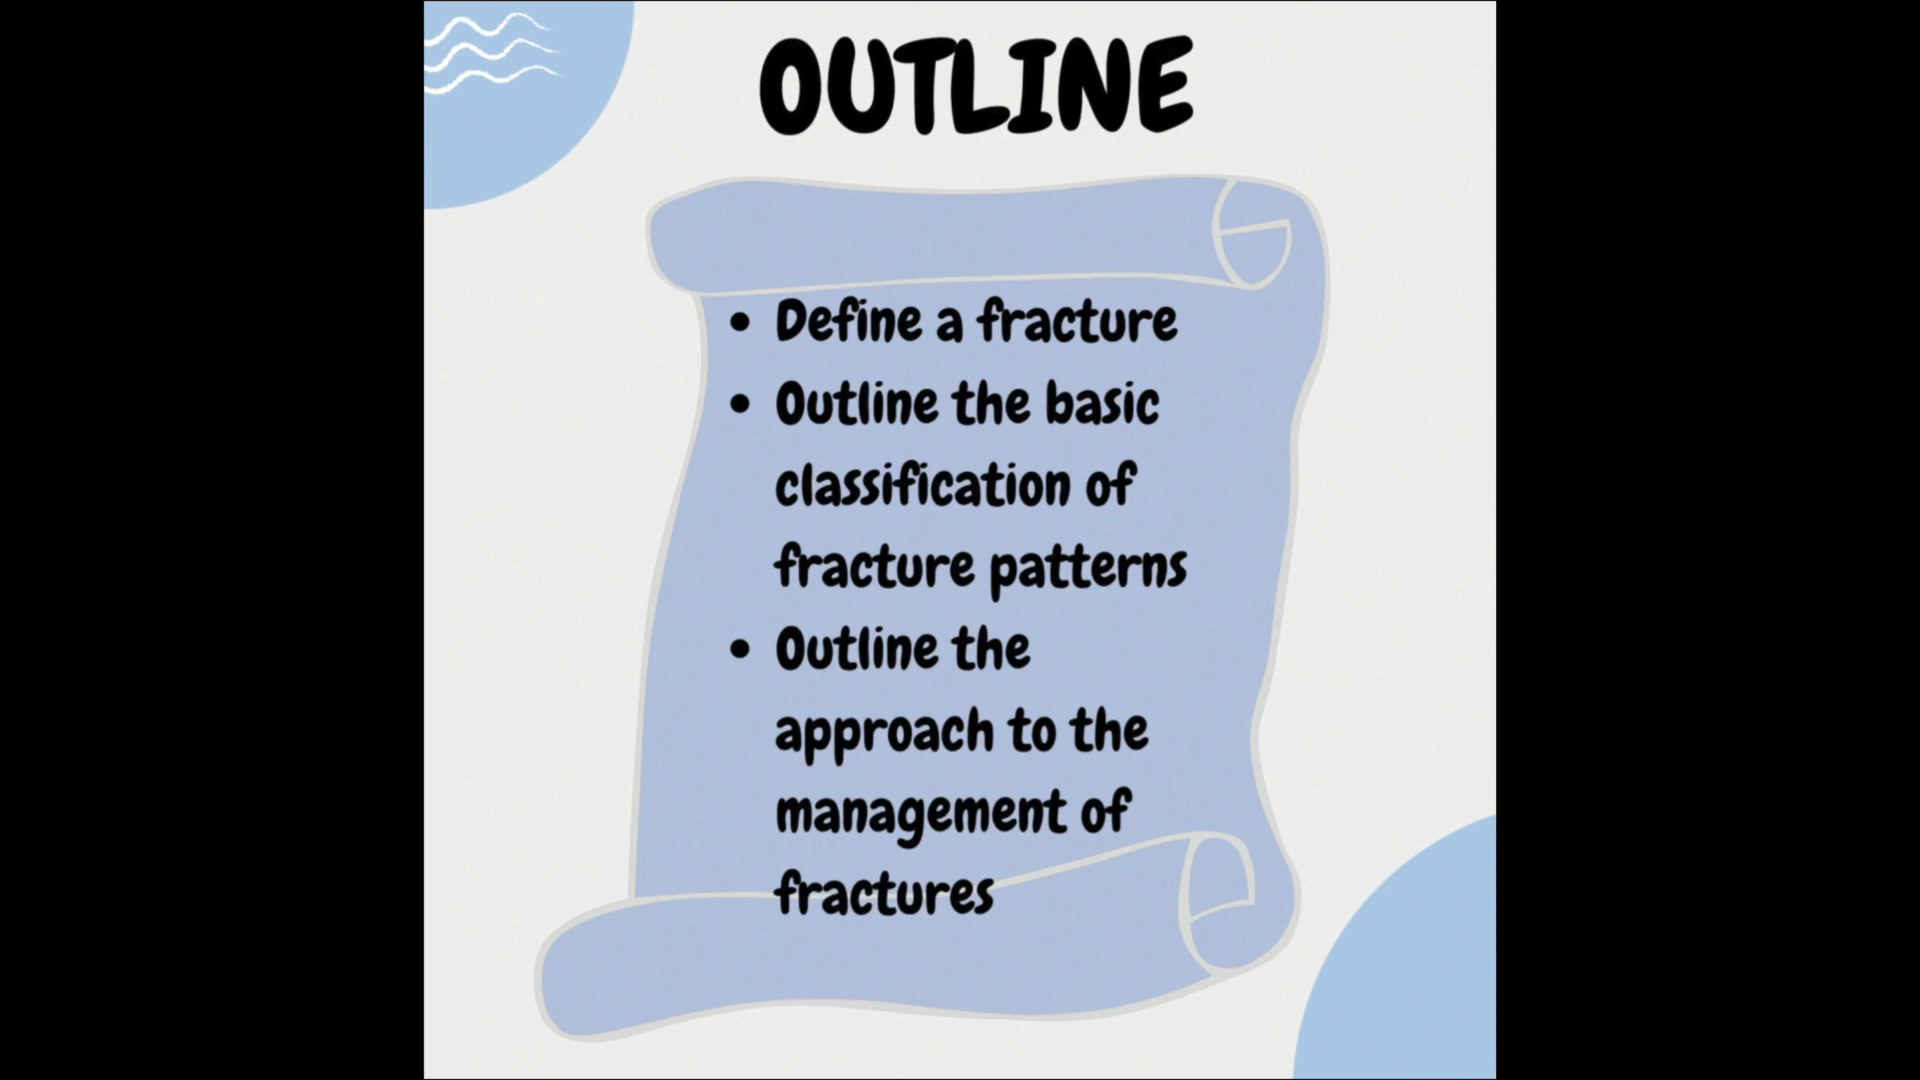 OUTLINE
• Define a fracture
• Outline the basic
classification of
fracture patterns
• Outline the
approach to the
management of
fractures